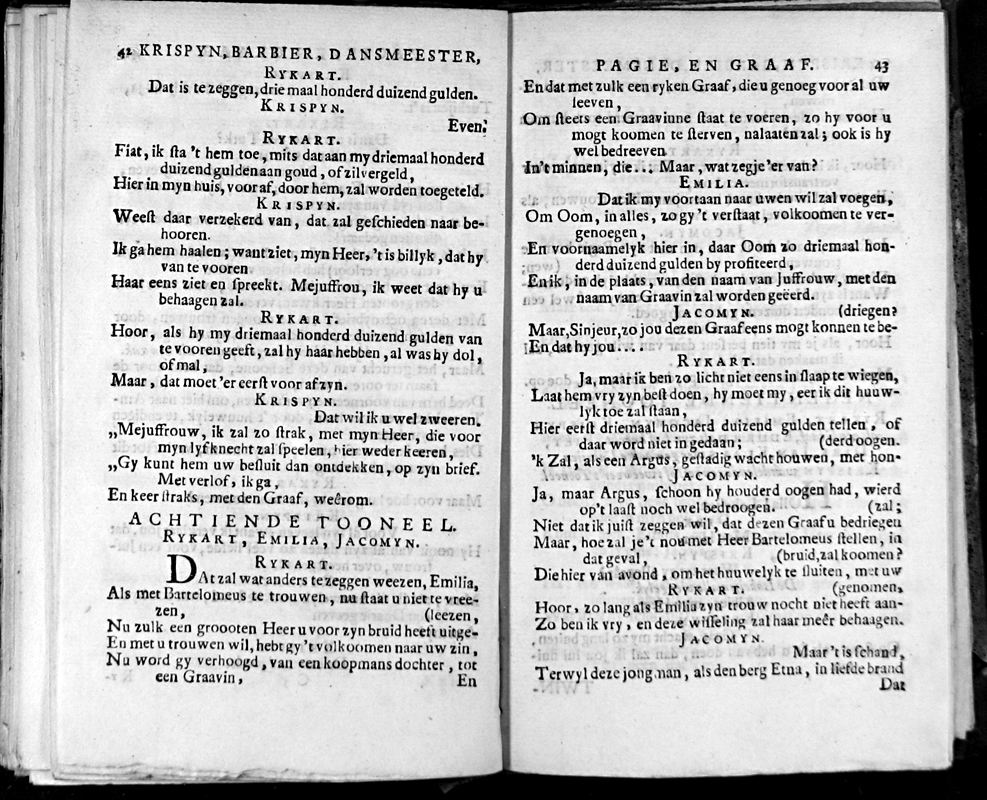 42 KRISPYN, BARBIER, DANSMEESTER,
RYKART.
Dat is te zeggen, drie maal honderd duizend gulden.
KRISPYN.
Even.
RYKART.
Fiat, ik sta 't hem toe, mits dat aan my driemaal honderd
duizend gulden aan goud, of zilvergeld,
Hier in myn huis, vooraf, door hem, zal worden toegeteld.
KRISPYN.
Weest daar verzekerd van, dat zal geschieden naar be-
hooren.
Ik ga hem haalen; want ziet, myn Heer, 't is billyk, dat hy
van te vooren
Haar eens ziet en spreekt. Mejuffrou, ik weet dat hy u
behaagen zal.
RYKART.
Hoor, als hy my driemaal honderd duizend gulden van
te vooren geeft, zal hy haar hebben, al was hy dol,
of mal,
Maar, dat moet 'er eerst voor af zyn.
KRISPYN.
Dat wil ik u wel zweeren.
„Mejuffrouw, ik zal zo strak, met myn Heer, die voor
myn lyfknecht zal speelen, hier weder keeren,
„Gy kunt hem uw besluit dan ontdekken, op zyn brief.
Met verlof, ik ga,
En keer straks, met den Graaf, weêrom.
ACHTIENDE TOONEEL.
RYKART, EMILIA, JACOMYN.
RYKART.
DAt zal wat anders te zeggen weezen, Emilia,
Als met Bartelomeus te trouwen, nu staat u niet te vree-
zen, (leezen,
Nu zulk een groooten Heer u voor zyn bruid heeft uitge-
En met u trouwen wil, hebt gy 't volkoomen naar uw zin,
Nu word gy verhoogd, van een koopmans dochter, tot
een Graavin,
En
PAGIE, EN GRAAF. 43
En dat met zulk een ryken Graaf, die u genoeg voor al uw
leeven,
Om steets een Graavinne staat te voeren, zo hy voor u
mogt koomen te sterven, nalaaten zal; ook is hy
wel bedreeven
In 't minnen, die... Maar, wat zegje 'er van?
EMILIA.
Dat ik my voortaan naar uwen wil zal voegen,
Om Oom, in alles, zo gy 't verstaat, volkoomen te ver-
genoegen,
En voornaamelyk hier in, daar Oom zo driemaal hon-
derd duizend gulden by profiteerd,
En ik, in de plaats, van den naam van Juffrouw, met den
naam van Graavin zal worden geëerd.
JACOMYN. (driegen?
Maar, Sinjeur, zo jou dezen Graaf eens mogt konnen te be-
En dat hy jou....
RYKART.
Ja, maar ik ben zo licht niet eens in slaap te wiegen,
Laat hem vry zyn best doen, hy moet my, eer ik dit huuw-
lyk toe zal staan,
Hier eerst driemaal honderd duizend gulden tellen, of
daar word niet in gedaan; (derd oogen.
'k Zal, als een Argus, gestadig wacht houwen, met hon-
JACOMYN.
Ja, maar Argus, schoon hy honderd oogen had, wierd
op 't laast noch wel bedroogen. (zal;
Niet dat ik juist zeggen wil, dat dezen Graaf u bedriegen
Maar, hoe zal je 't nou met Heer Bartelomeus stellen, in
dat geval, (bruid, zal koomen?
Die hier van avond, om het huuwelyk te sluiten, met uw
RYKART. (genomen,
Hoor, zo lang als Emilia zyn trouw nocht niet heeft aan-
Zo ben ik vry, en deze wisseling zal haar meêr behaagen.
JACOMYN.
Maar 't is schand,
Terwyl deze jongman, als den berg Etna, in liefde brand
Dat